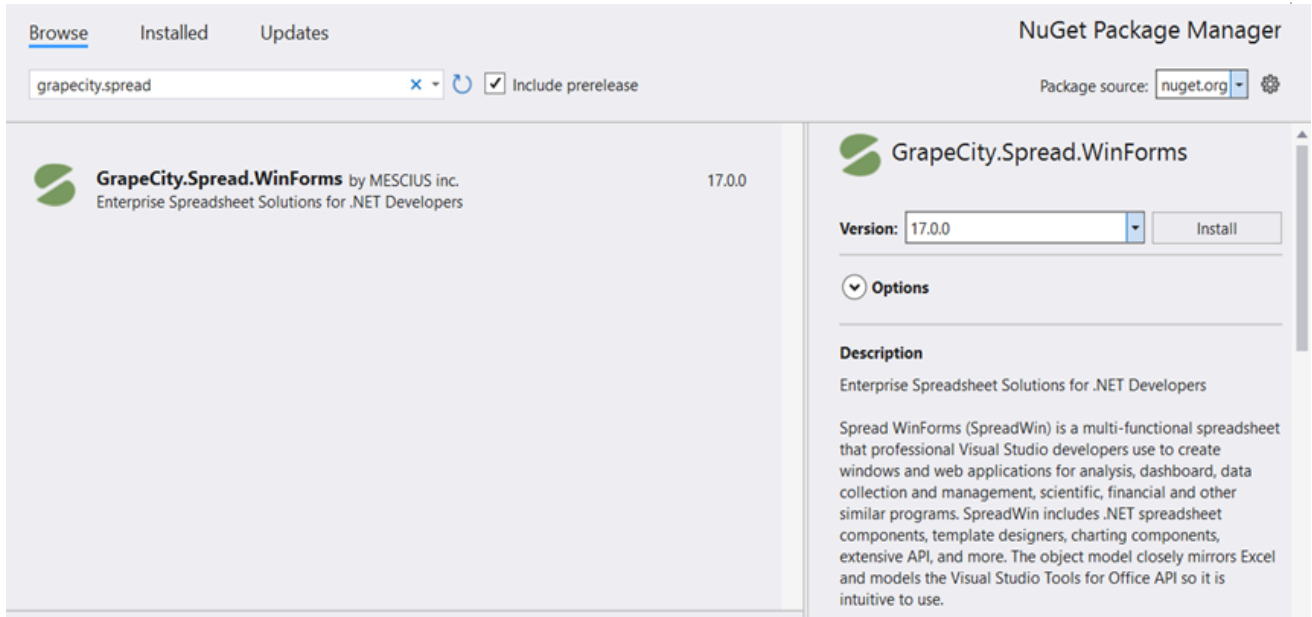 Browse Installed Updates NuGet Package Manager
grapecity.spread Include prerelease Package source: nuget.org
GrapeCity.Spread.WinForms by MESCIUS inc. 17.0.0
Enterprise Spreadsheet Solutions for .NET Developers
GrapeCity.Spread.WinForms
Version: 17.0.0 Install
Options
Description
Enterprise Spreadsheet Solutions for .NET Developers
Spread WinForms (SpreadWin) is a multi-functional spreadsheet
that professional Visual Studio developers use to create
windows and web applications for analysis, dashboard, data
collection and management, scientific, financial and other
similar programs. SpreadWin includes .NET spreadsheet
components, template designers, charting components,
extensive API, and more. The object model closely mirrors Excel
and models the Visual Studio Tools for Office API so it is
intuitive to use.